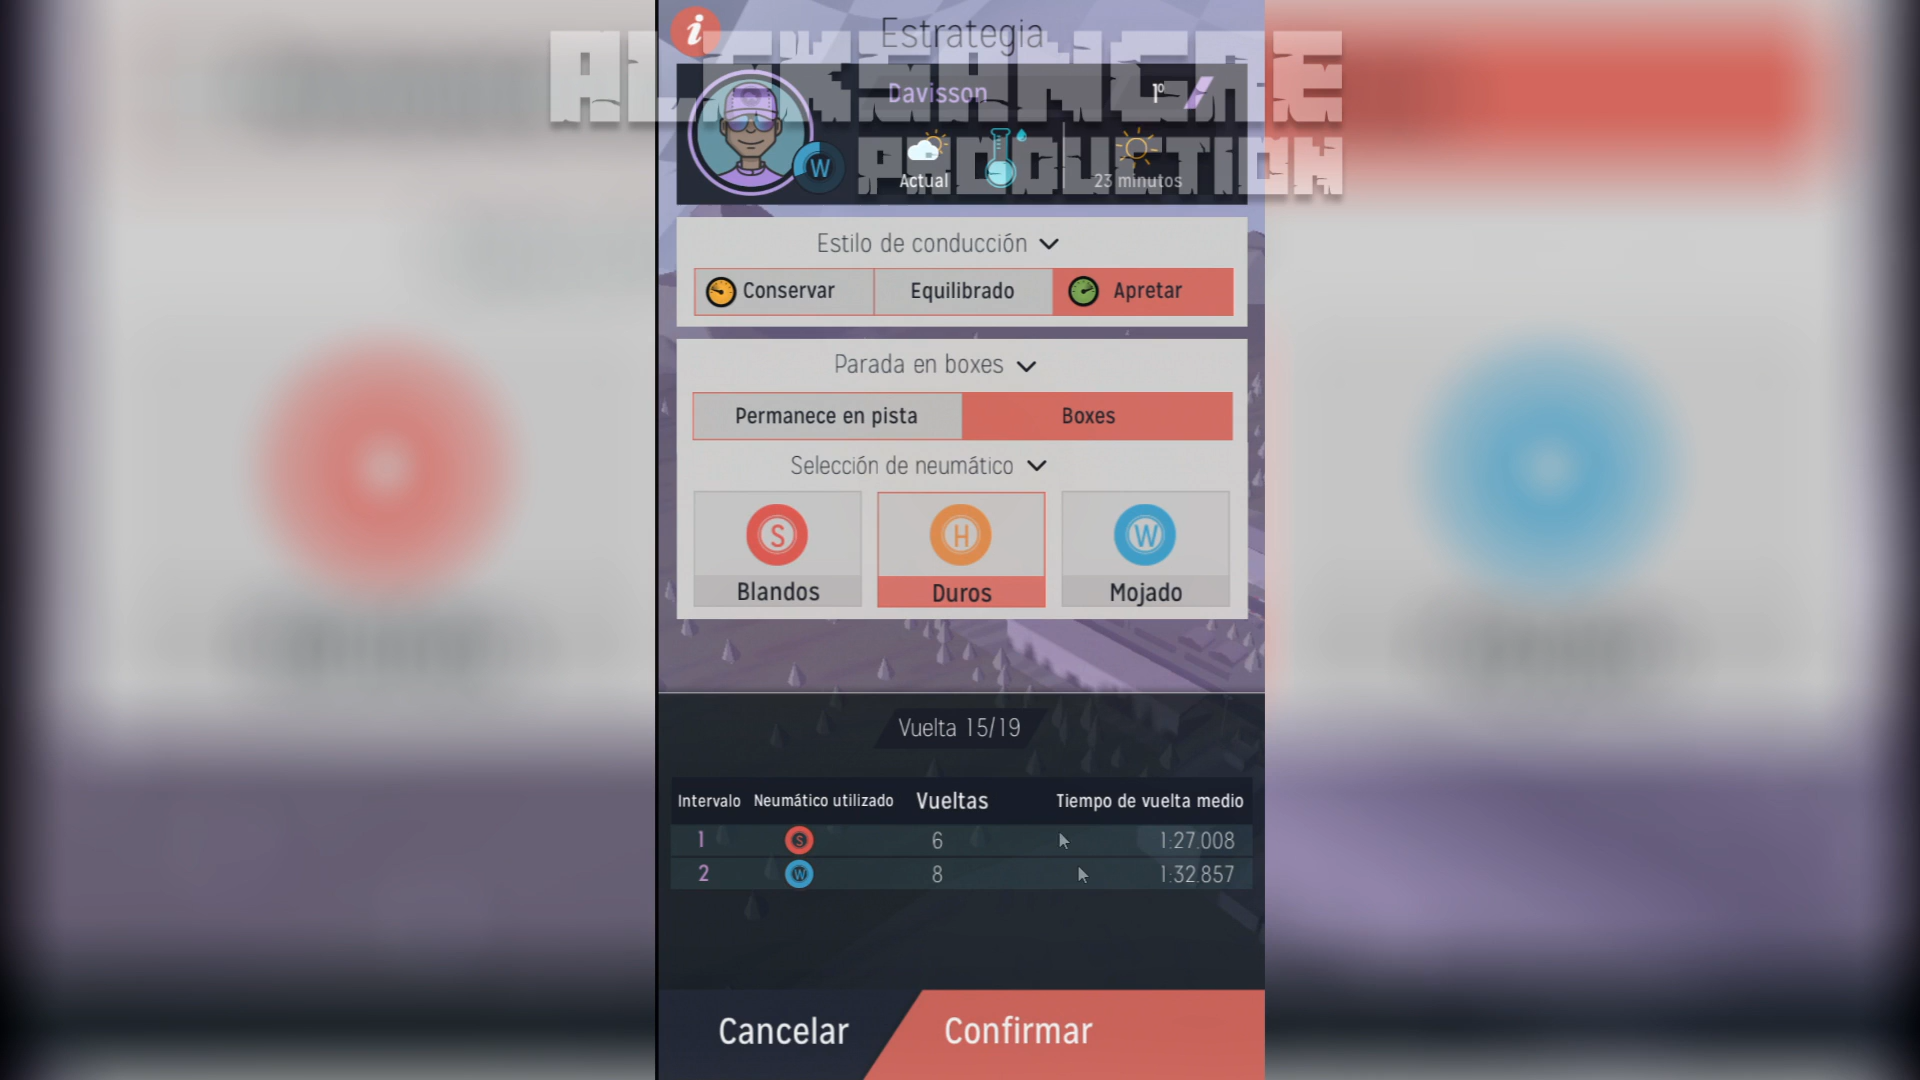 i
Estrategia
ALEKSANGRE
PRODUCTION
Davisson 1º
W
Actual 23 minutos
Estilo de conducción
Conservar Equilibrado Apretar
Parada en boxes
Permanece en pista Boxes
Selección de neumático
S H W
Blandos Duros Mojado
Vuelta 15/19
Intervalo Neumático utilizado Vueltas Tiempo de vuelta medio
1 S 6 1:27.008
2 W 8 1:32.857
Cancelar Confirmar